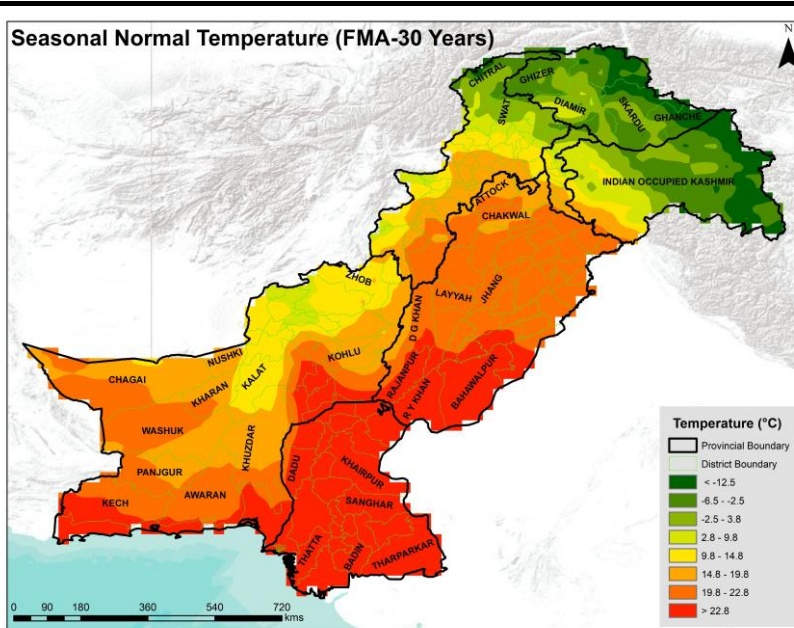 Seasonal Normal Temperature (FMA-30 Years)
N
CHITRAL
GHIZER
SWAT
DIAMIR
SKARDU
GHANCHE
INDIAN OCCUPIED KASHMIR
ATTOCK
CHAKWAL
ZHOB
LAYYAH
JHANG
D G KHAN
NUSHKI
KOHLU
CHAGAI
KHARAN
KALAT
RAJANPUR
R Y KHAN
BAHAWALPUR
WASHUK
KHUZDAR
PANJGUR
DADU
KHAIRPUR
KECH
AWARAN
SANGHAR
THATTA
BADIN
THARPARKAR
Temperature (°C)
Provincial Boundary
District Boundary
< -12.5
-6.5 - -2.5
-2.5 - 3.8
2.8 - 9.8
9.8 - 14.8
14.8 - 19.8
19.8 - 22.8
> 22.8
0 90 180 360 540 720
kms